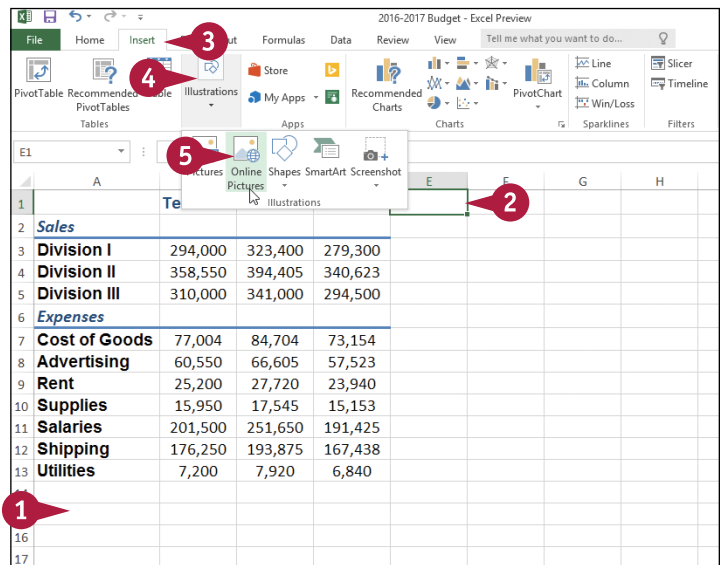 2016-2017 Budget - Excel Preview
File Home Insert ut Formulas Data Review View Tell me what you want to do...
3
4
PivotTable Recommended PivotTables ble
Illustrations
Store
My Apps
Recommended Charts
PivotChart
Line
Column
Win/Loss
Slicer
Timeline
Tables Apps Charts Sparklines Filters
E1
5
ictures Online Pictures Shapes SmartArt Screenshot
Illustrations
A E F G H
1 Te
2
2 Sales
3 Division I 294,000 323,400 279,300
4 Division II 358,550 394,405 340,623
5 Division III 310,000 341,000 294,500
6 Expenses
7 Cost of Goods 77,004 84,704 73,154
8 Advertising 60,550 66,605 57,523
9 Rent 25,200 27,720 23,940
10 Supplies 15,950 17,545 15,153
11 Salaries 201,500 251,650 191,425
12 Shipping 176,250 193,875 167,438
13 Utilities 7,200 7,920 6,840
1
16
17